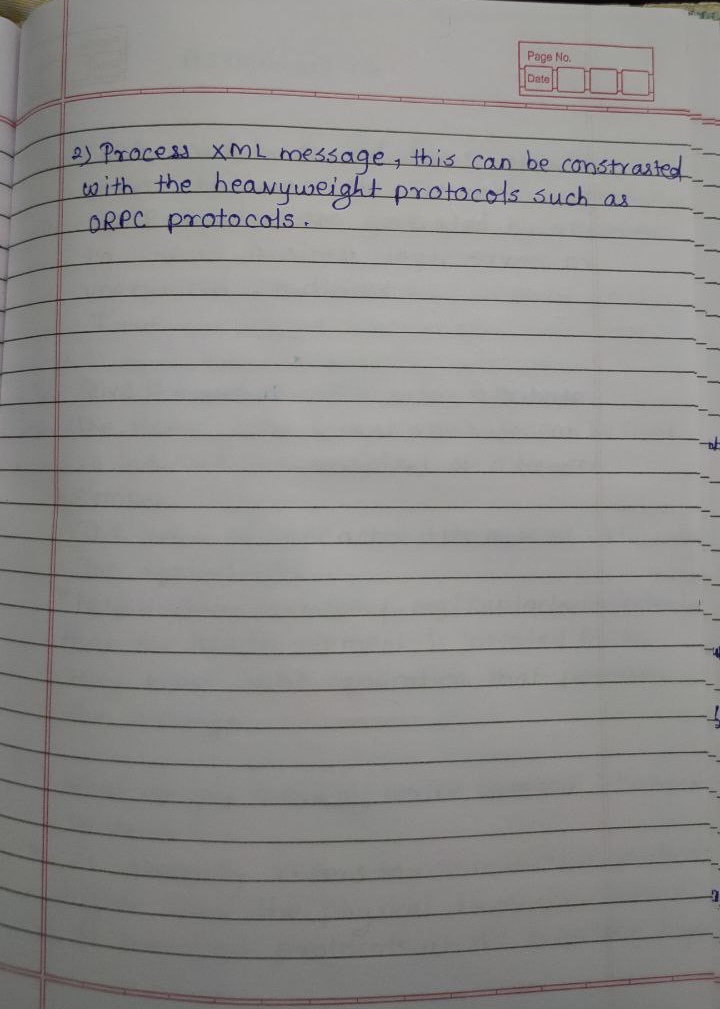 Page No.
Date
2) Process XML message, this can be constrasted
with the heavyweight protocols such as
ORPC protocols.